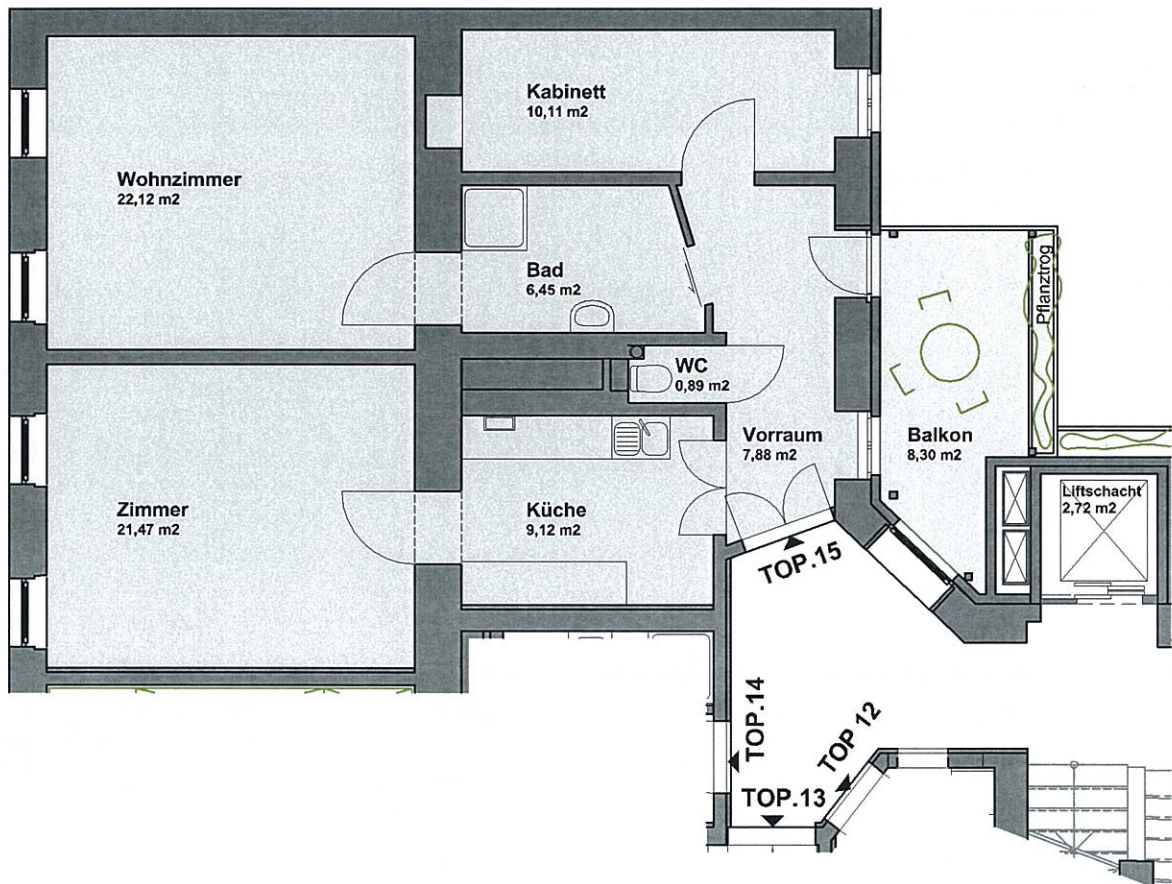 Kabinett
10,11 m2
Wohnzimmer
22,12 m2
Bad
6,45 m2
Pflanztrog
WC
0,89 m2
Vorraum
7,88 m2
Balkon
8,30 m2
Liftschacht
2,72 m2
Zimmer
21,47 m2
Küche
9,12 m2
TOP.15
TOP.14
TOP 12
TOP.13